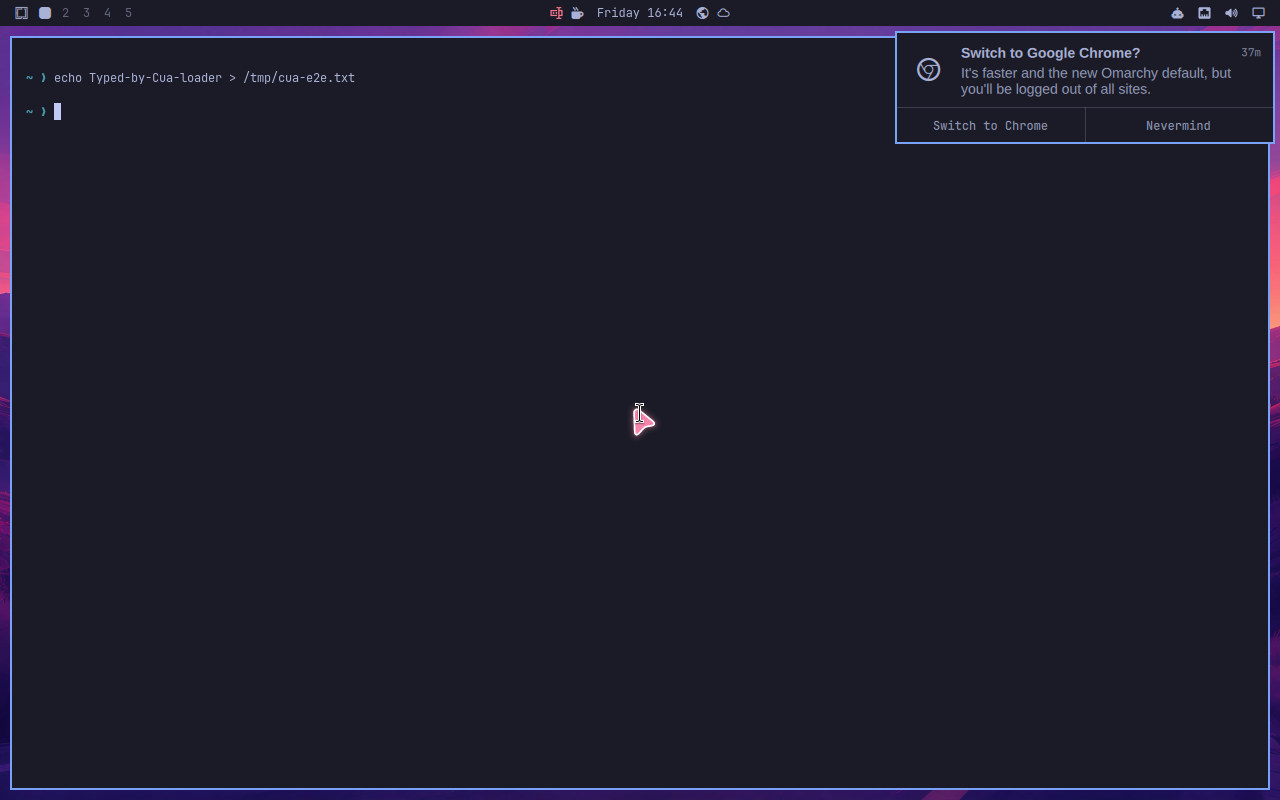 2 3 4 5
Friday 16:44
~ ❯ echo Typed-by-Cua-loader > /tmp/cua-e2e.txt
~ ❯
Switch to Google Chrome?
37m
It's faster and the new Omarchy default, but
you'll be logged out of all sites.
Switch to Chrome
Nevermind